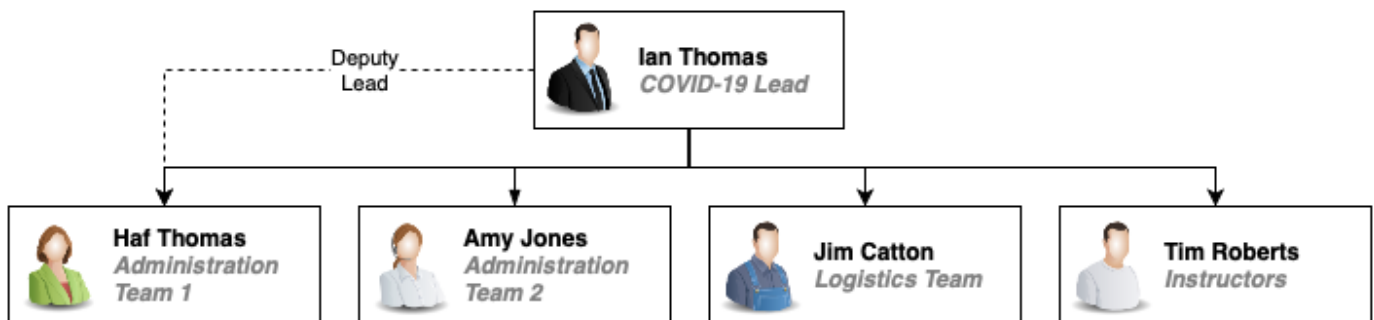 Deputy
Lead
Ian Thomas
COVID-19 Lead
Haf Thomas
Administration
Team 1
Amy Jones
Administration
Team 2
Jim Catton
Logistics Team
Tim Roberts
Instructors